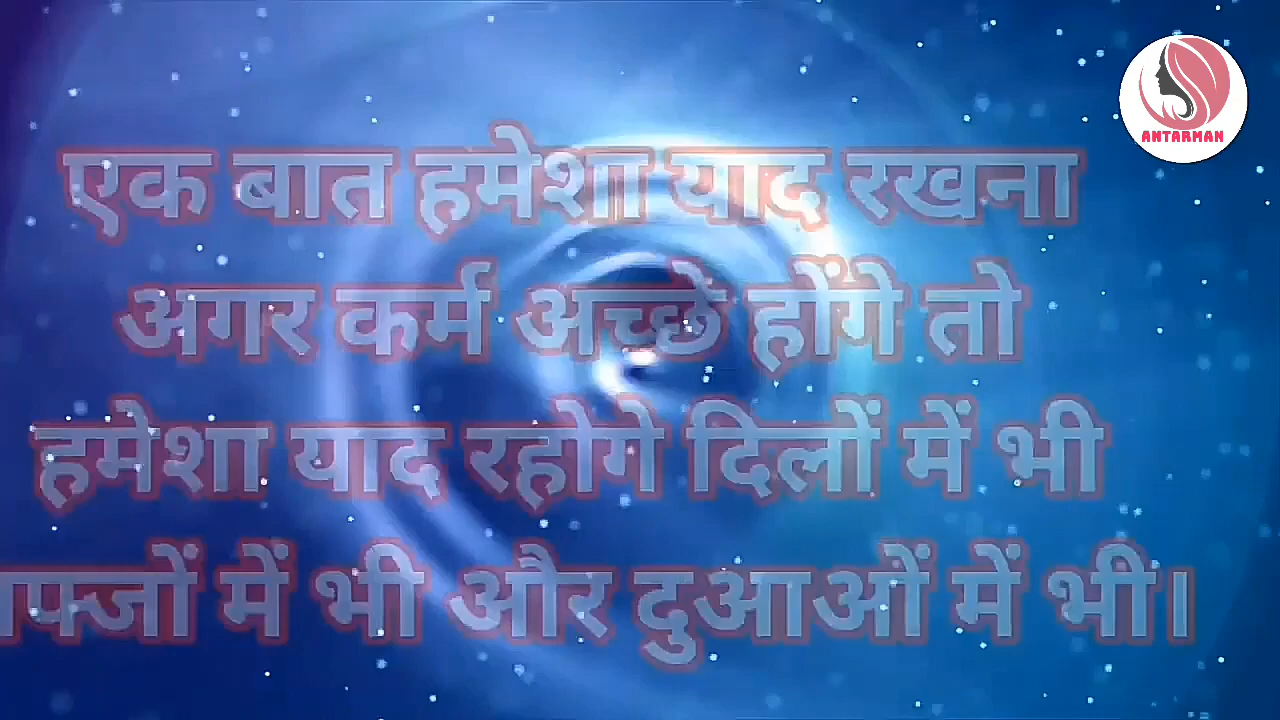 ANTARMAN
एक बात हमेशा याद रखना
अगर कर्म अच्छे होंगे तो
हमेशा याद रहोगे दिलों में भी
में भी और दुआओं में भी।